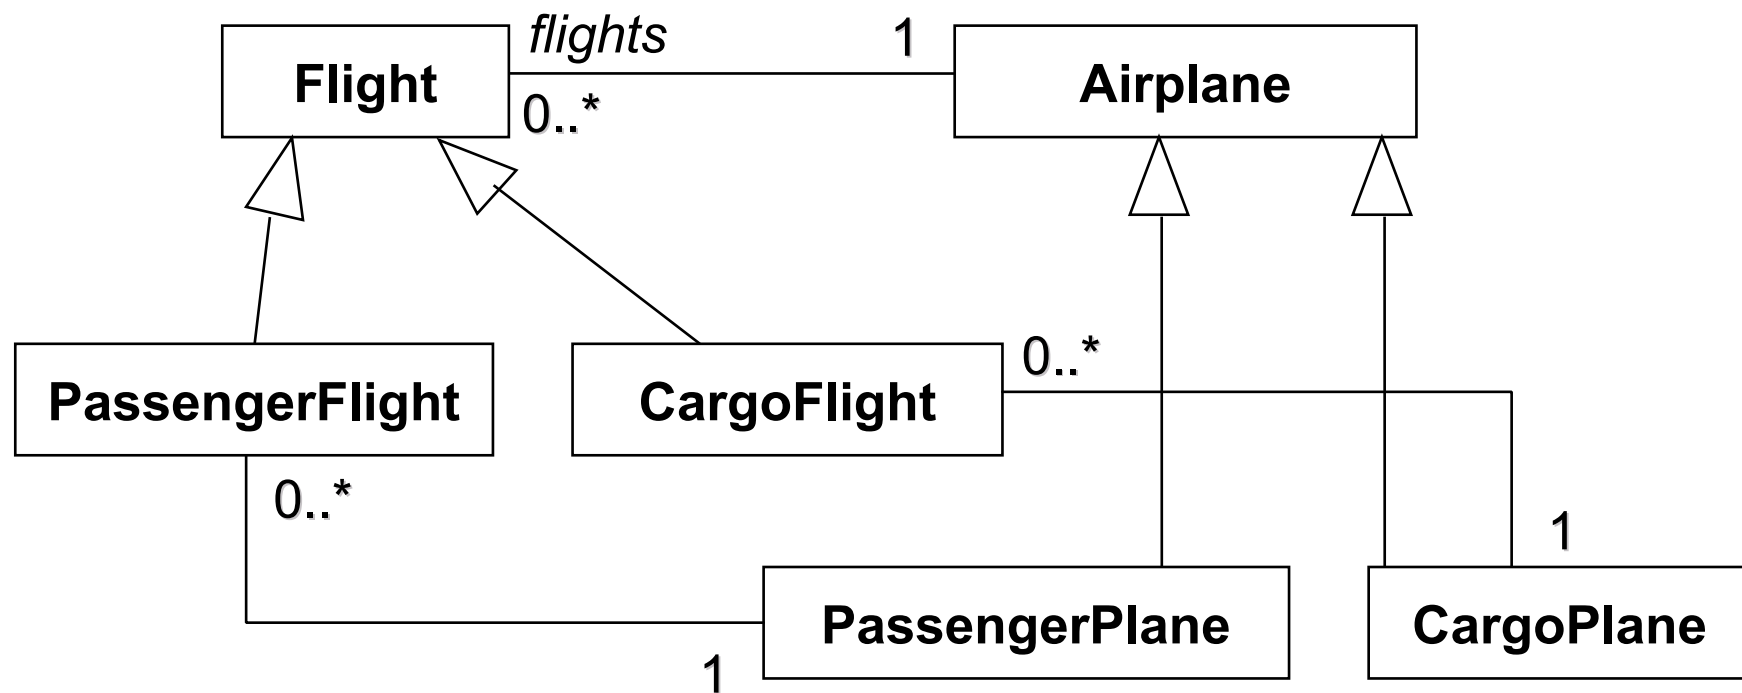 flights
1
Flight
Airplane
0..*
0..*
PassengerFlight
CargoFlight
0..*
1
PassengerPlane
CargoPlane
1